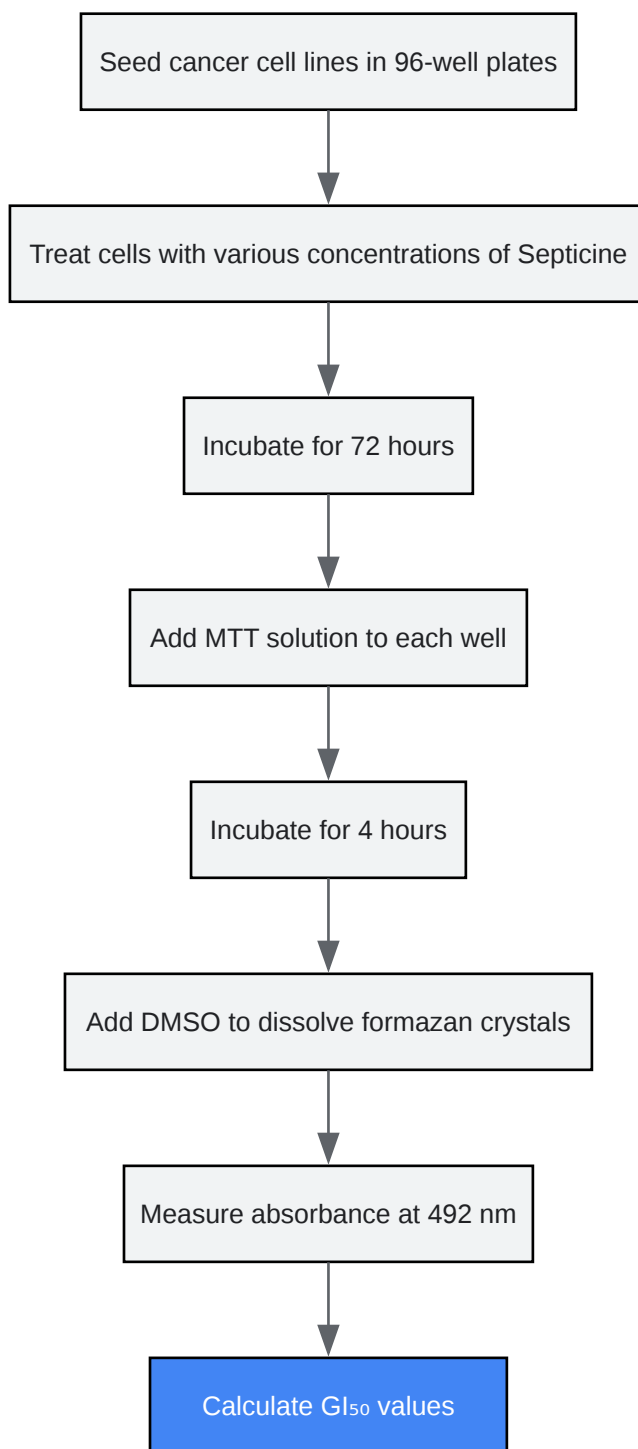 Seed cancer cell lines in 96-well plates
Treat cells with various concentrations of Septicine
Incubate for 72 hours
Add MTT solution to each well
Incubate for 4 hours
Add DMSO to dissolve formazan crystals
Measure absorbance at 492 nm
Calculate GI₅₀ values